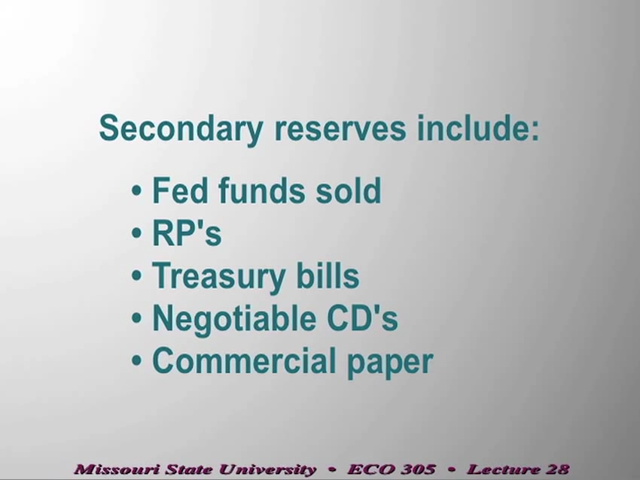 Secondary reserves include:
• Fed funds sold
• RP's
• Treasury bills
• Negotiable CD's
• Commercial paper
Missouri State University • ECO 305 • Lecture 28